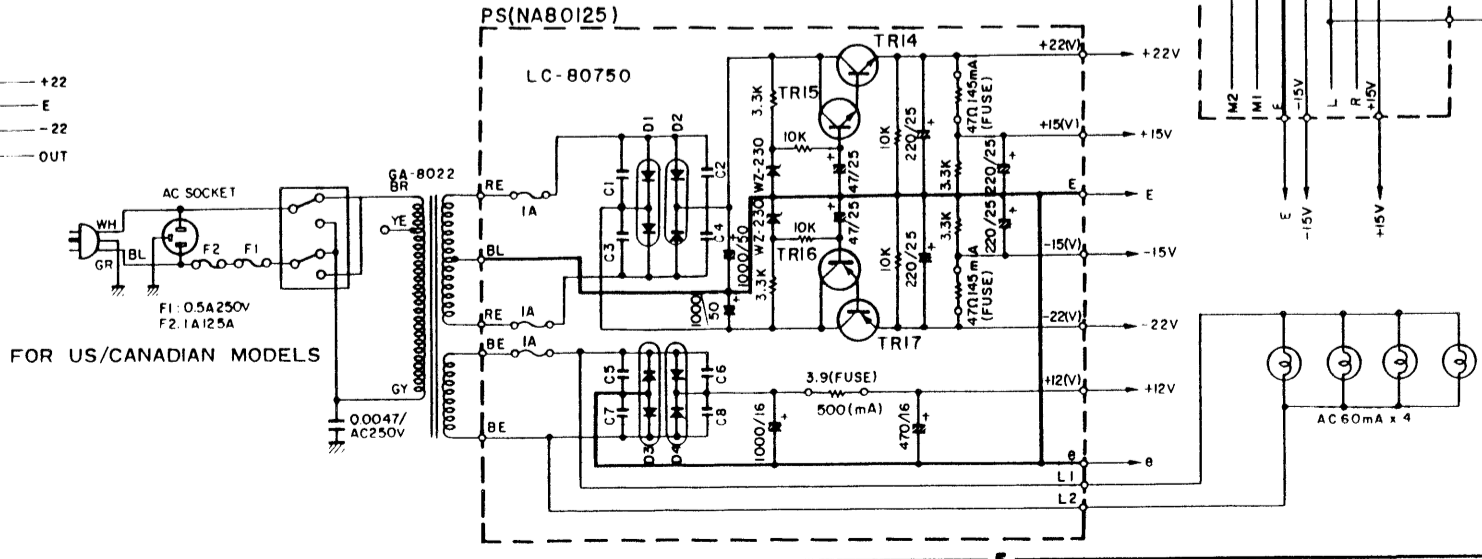 PS(NA80125)
LC-80750
TR14
+22(V)
+22V
+22
E
-22
OUT
3.3K
TR15
10K
WZ-230
47/25
10K
220/25
+
47Ω145mA
(FUSE)
+15(V)
+15V
3.3K
220/25
+
E
E
M2
M1
E
-15V
L
R
+15V
E
-15V
+15V
D1
D2
C1
C2
C3
C4
GA-8022
BR
RE
1A
AC SOCKET
WH
YE
BL
GR
F2
F1
BL
F1:0.5A250V
F2.1A125A
FOR US/CANADIAN MODELS
GY
0.0047/
AC250V
RE
1A
BE
1A
BE
1000/50
+
1000/
50
+
WZ-230
3.3K
10K
TR16
47/25
+
10K
220/25
+
3.3K
220/25
+
-15(V)
-15V
47Ω145mA
(FUSE)
-22(V)
-22V
TR17
C5
C6
C7
C8
D3
D4
3.9(FUSE)
500(mA)
1000/16
+
470/16
+
+12(V)
+12V
θ
θ
L1
L2
AC60mA x 4